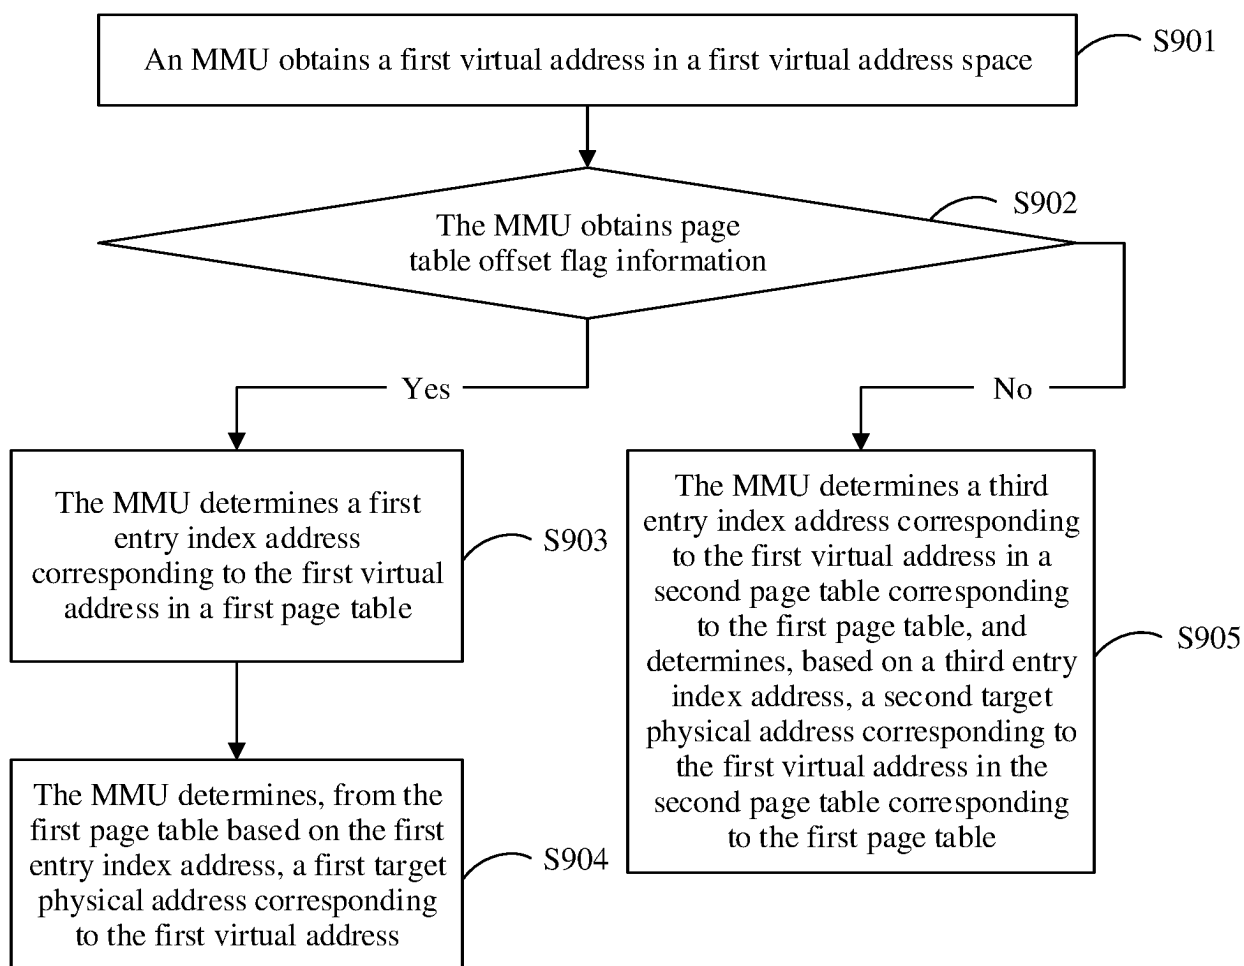 An MMU obtains a first virtual address in a first virtual address space
S901
The MMU obtains page
table offset flag information
S902
Yes
No
The MMU determines a first
entry index address
corresponding to the first virtual
address in a first page table
S903
The MMU determines a third
entry index address corresponding
to the first virtual address in a
second page table corresponding
to the first page table, and
determines, based on a third entry
index address, a second target
physical address corresponding to
the first virtual address in the
second page table corresponding
to the first page table
S905
The MMU determines, from the
first page table based on the first
entry index address, a first target
physical address corresponding
to the first virtual address
S904